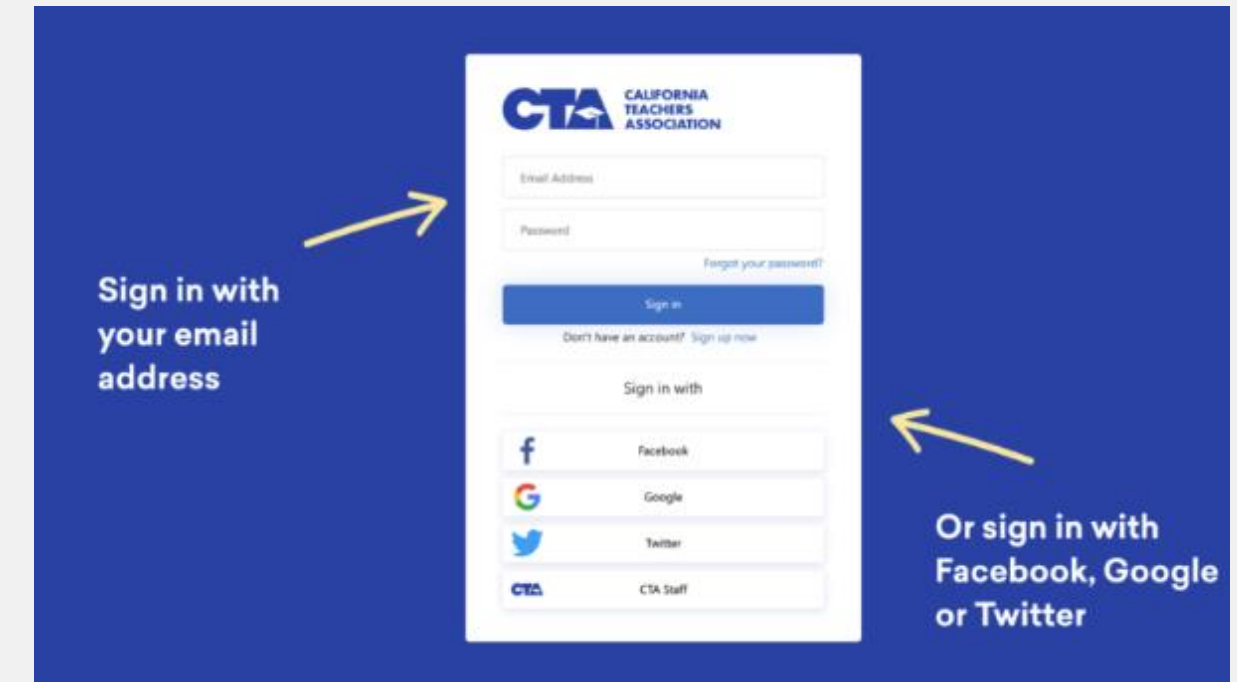 CTA CALIFORNIA
TEACHERS
ASSOCIATION
Email Address
Password
Forgot your password?
Sign in
Don't have an account? Sign up now
Sign in with
Facebook
Google
Twitter
CTA CTA Staff
Sign in with
your email
address
Or sign in with
Facebook, Google
or Twitter